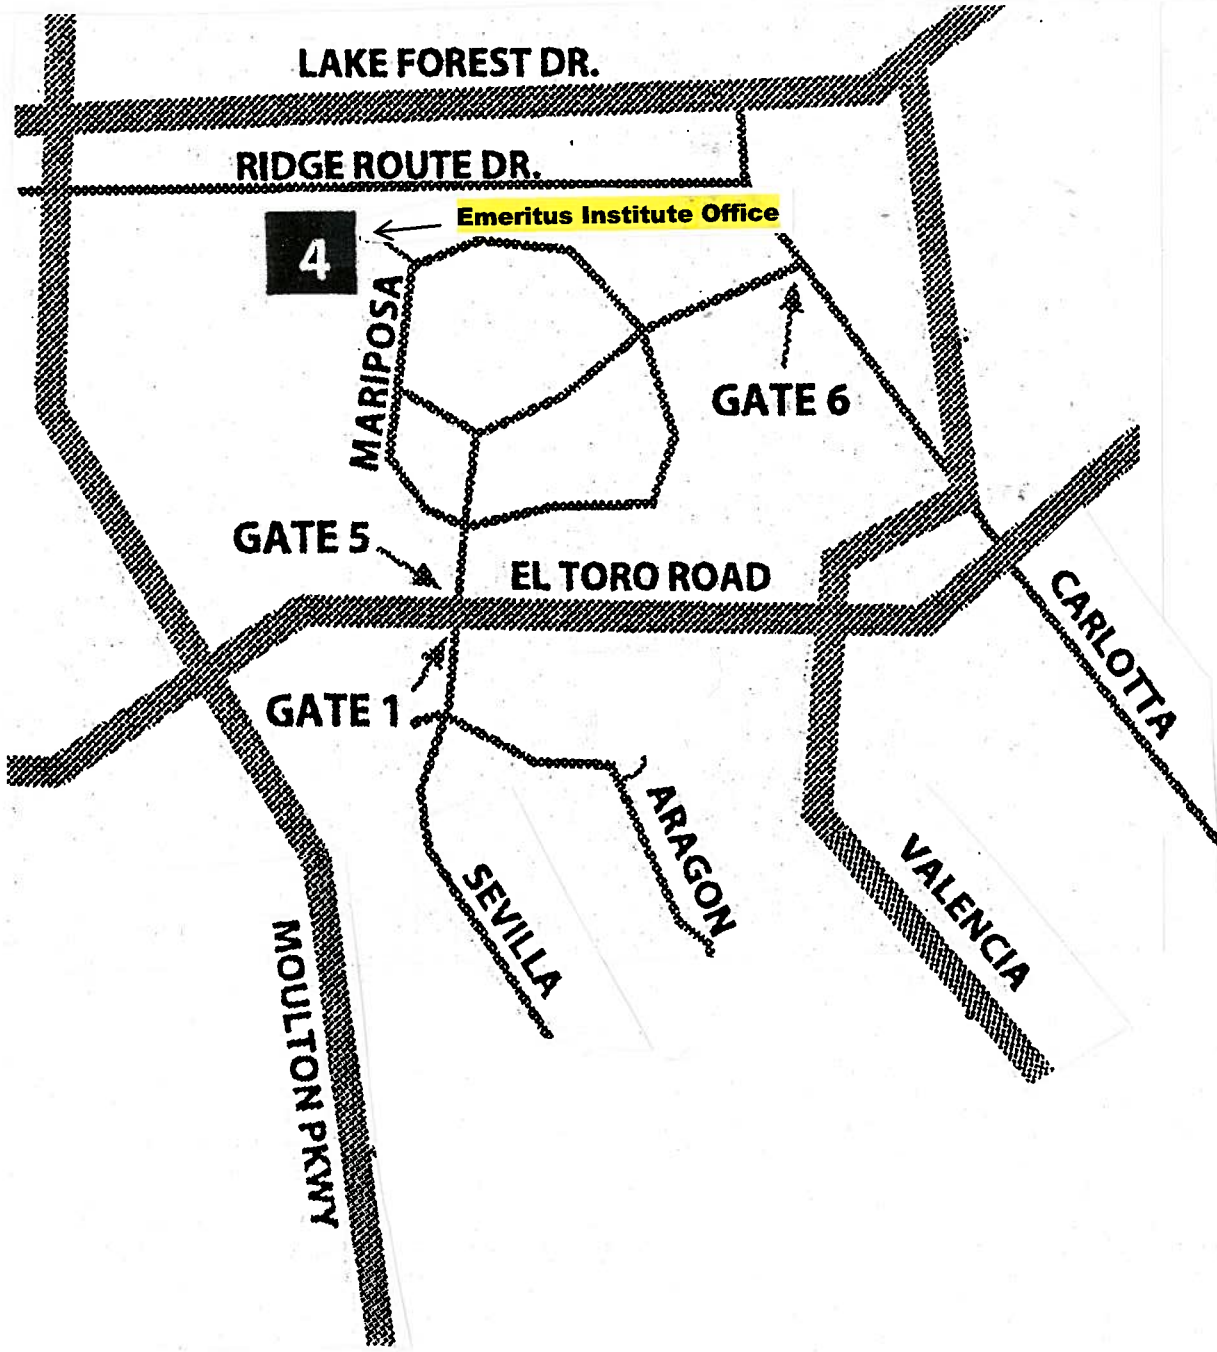 LAKE FOREST DR.
RIDGE ROUTE DR.
Emeritus Institute Office
4
MARIPOSA
GATE 6
GATE 5
EL TORO ROAD
CARLOTTA
GATE 1
ARAGON
SEVILLA
VALENCIA
MOULTON PKWY